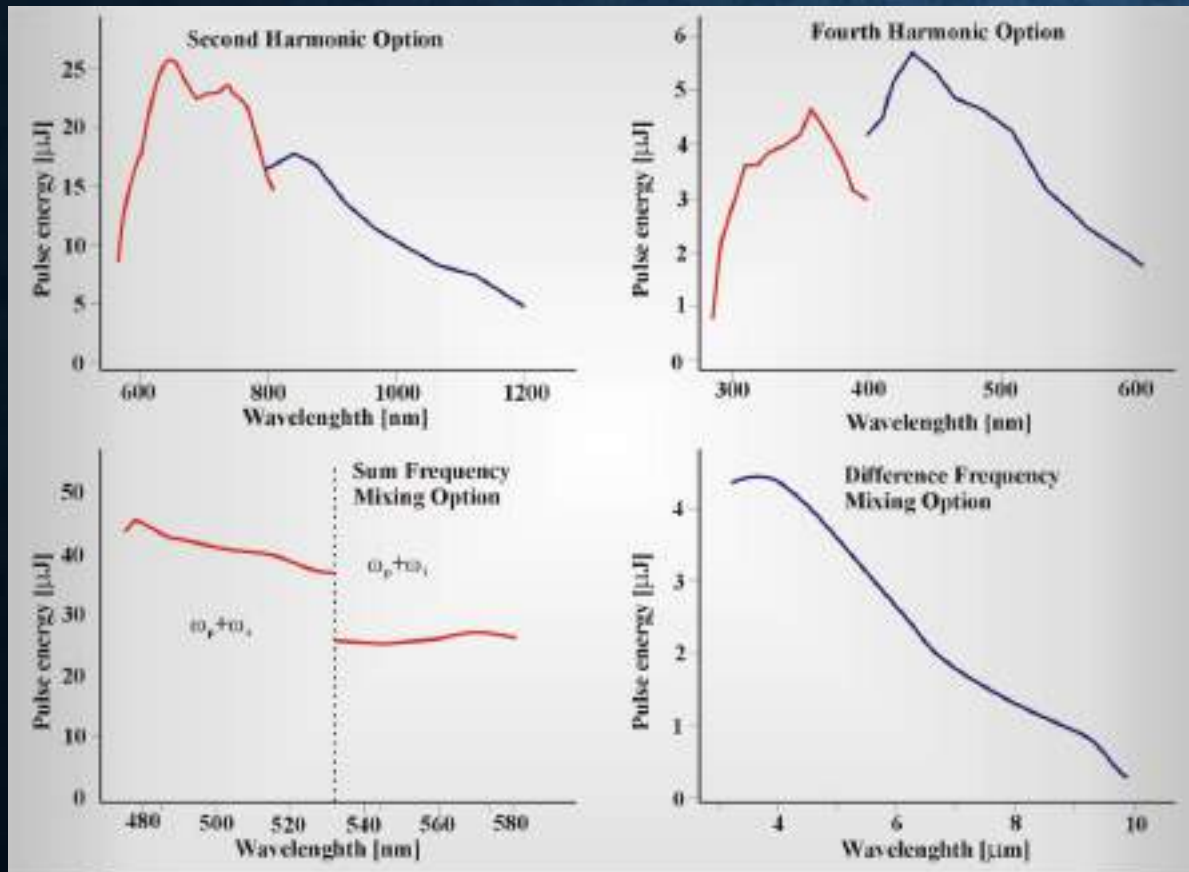 Second Harmonic Option
Pulse energy [µJ]
25
20
15
10
5
0
600 800 1000 1200
Wavelenghth [nm]
Fourth Harmonic Option
Pulse energy [µJ]
6
5
4
3
2
1
0
300 400 500 600
Wavelenghth [nm]
Sum Frequency
Mixing Option
Pulse energy [µJ]
50
40
30
20
10
0
ωp+ωs
ωp+ωi
480 500 520 540 560 580
Wavelenghth [nm]
Difference Frequency
Mixing Option
Pulse energy [µJ]
4
3
2
1
0
4 6 8 10
Wavelenghth [µm]